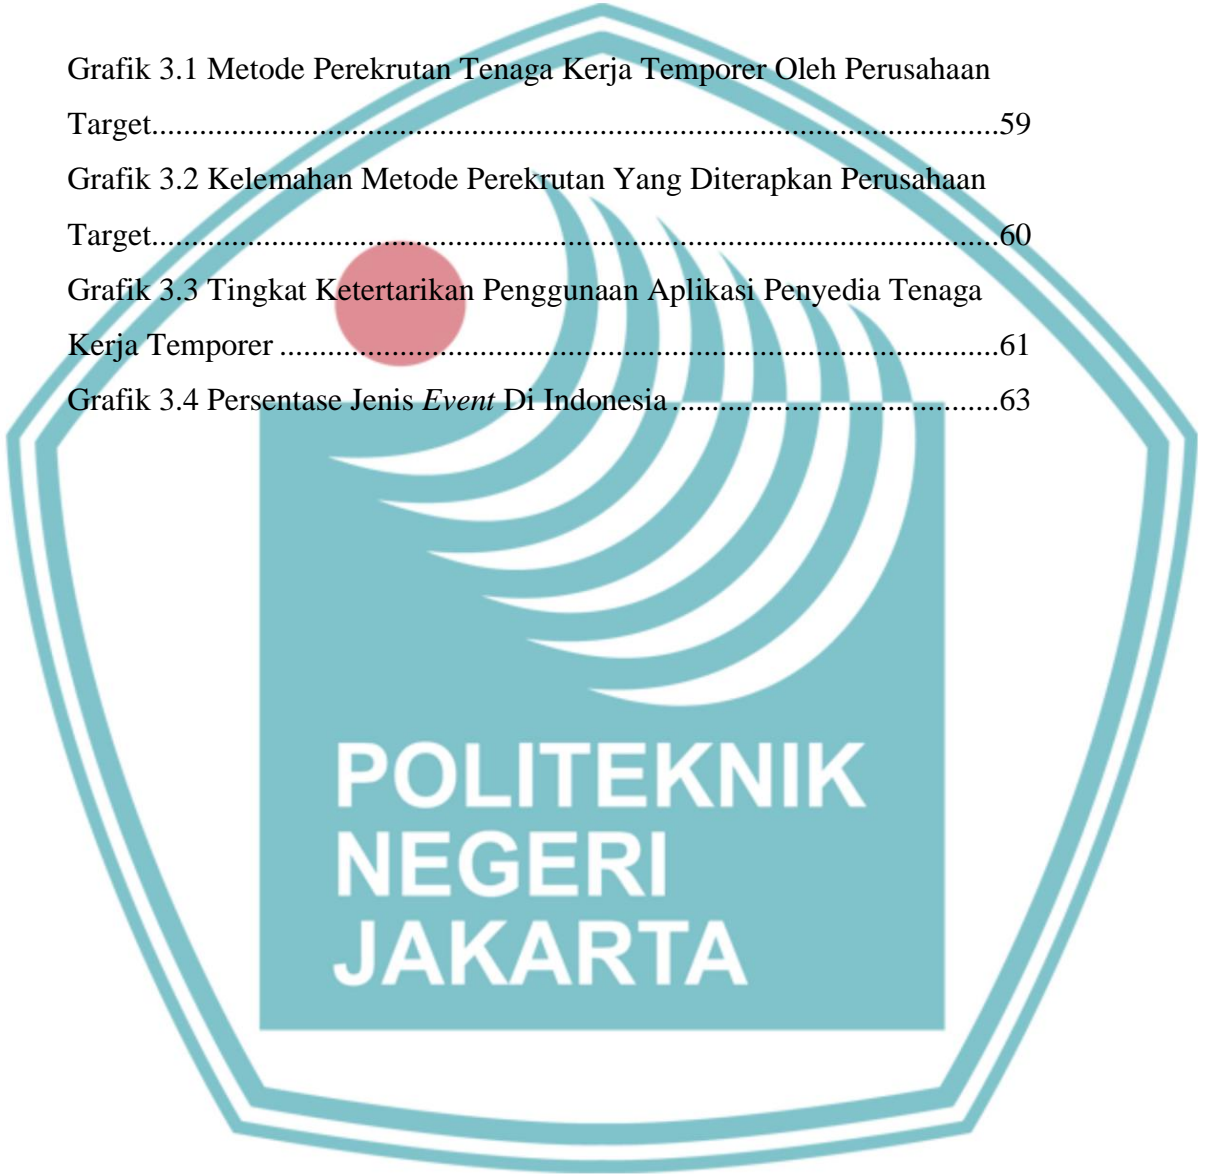 Grafik 3.1 Metode Perekrutan Tenaga Kerja Temporer Oleh Perusahaan
Target..........................................................................................59
Grafik 3.2 Kelemahan Metode Perekrutan Yang Diterapkan Perusahaan
Target..........................................................................................60
Grafik 3.3 Tingkat Ketertarikan Penggunaan Aplikasi Penyedia Tenaga
Kerja Temporer ............................................................................61
Grafik 3.4 Persentase Jenis Event Di Indonesia ...................................63
POLITEKNIK
NEGERI
JAKARTA